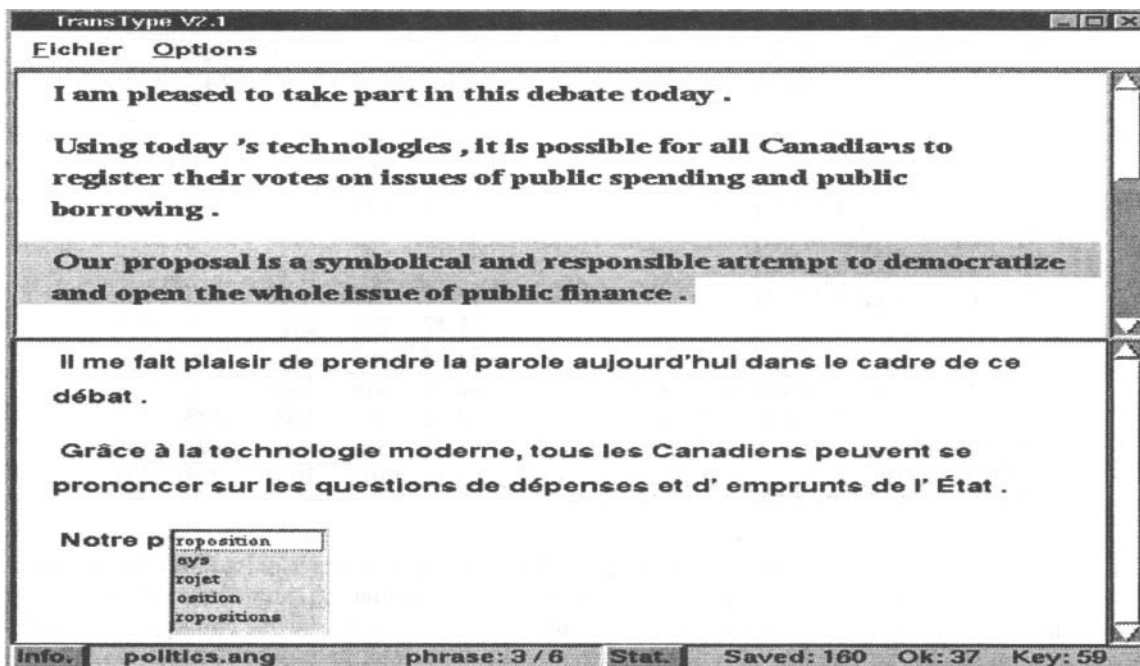 TransType V2.1
Fichier Options
I am pleased to take part in this debate today .
Using today 's technologies , it is possible for all Canadians to
register their votes on issues of public spending and public
borrowing .
Our proposal is a symbolical and responsible attempt to democratize
and open the whole issue of public finance .
Il me fait plaisir de prendre la parole aujourd'hui dans le cadre de ce
débat .
Grâce à la technologie moderne, tous les Canadiens peuvent se
prononcer sur les questions de dépenses et d' emprunts de l' État .
Notre p roposition
ays
rojet
osition
ropositions
Info. politics.ang phrase: 3 / 6 Stat. Saved: 160 Ok: 37 Key: 59